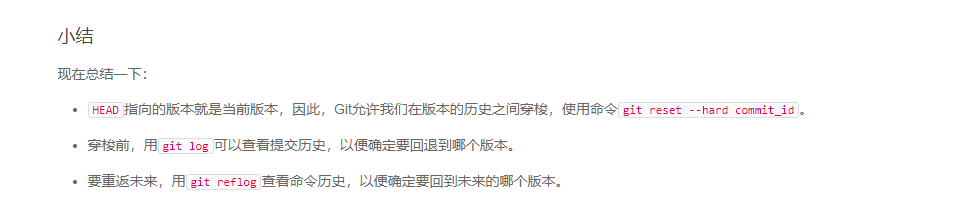 小结
现在总结一下：
HEAD指向的版本就是当前版本，因此，Git允许我们在版本的历史之间穿梭，使用命令git reset --hard commit_id。
穿梭前，用git log可以查看提交历史，以便确定要回退到哪个版本。
要重返未来，用git reflog查看命令历史，以便确定要回到未来的哪个版本。